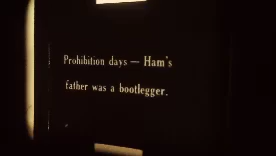 Prohibition days — Ham's
father was a bootlegger.